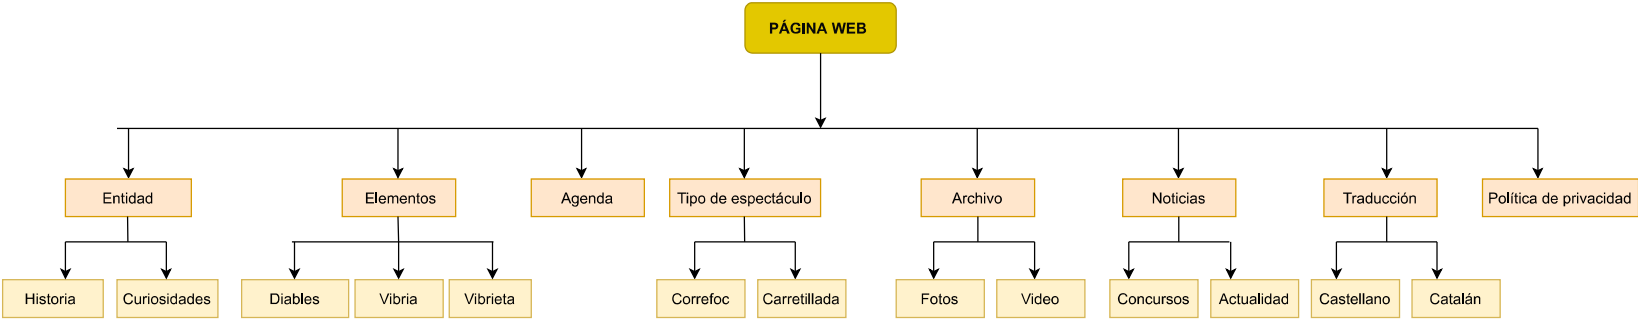 PÁGINA WEB
Entidad
Elementos
Agenda
Tipo de espectáculo
Archivo
Noticias
Traducción
Política de privacidad
Historia
Curiosidades
Diables
Vibria
Vibrieta
Correfoc
Carretillada
Fotos
Video
Concursos
Actualidad
Castellano
Catalán